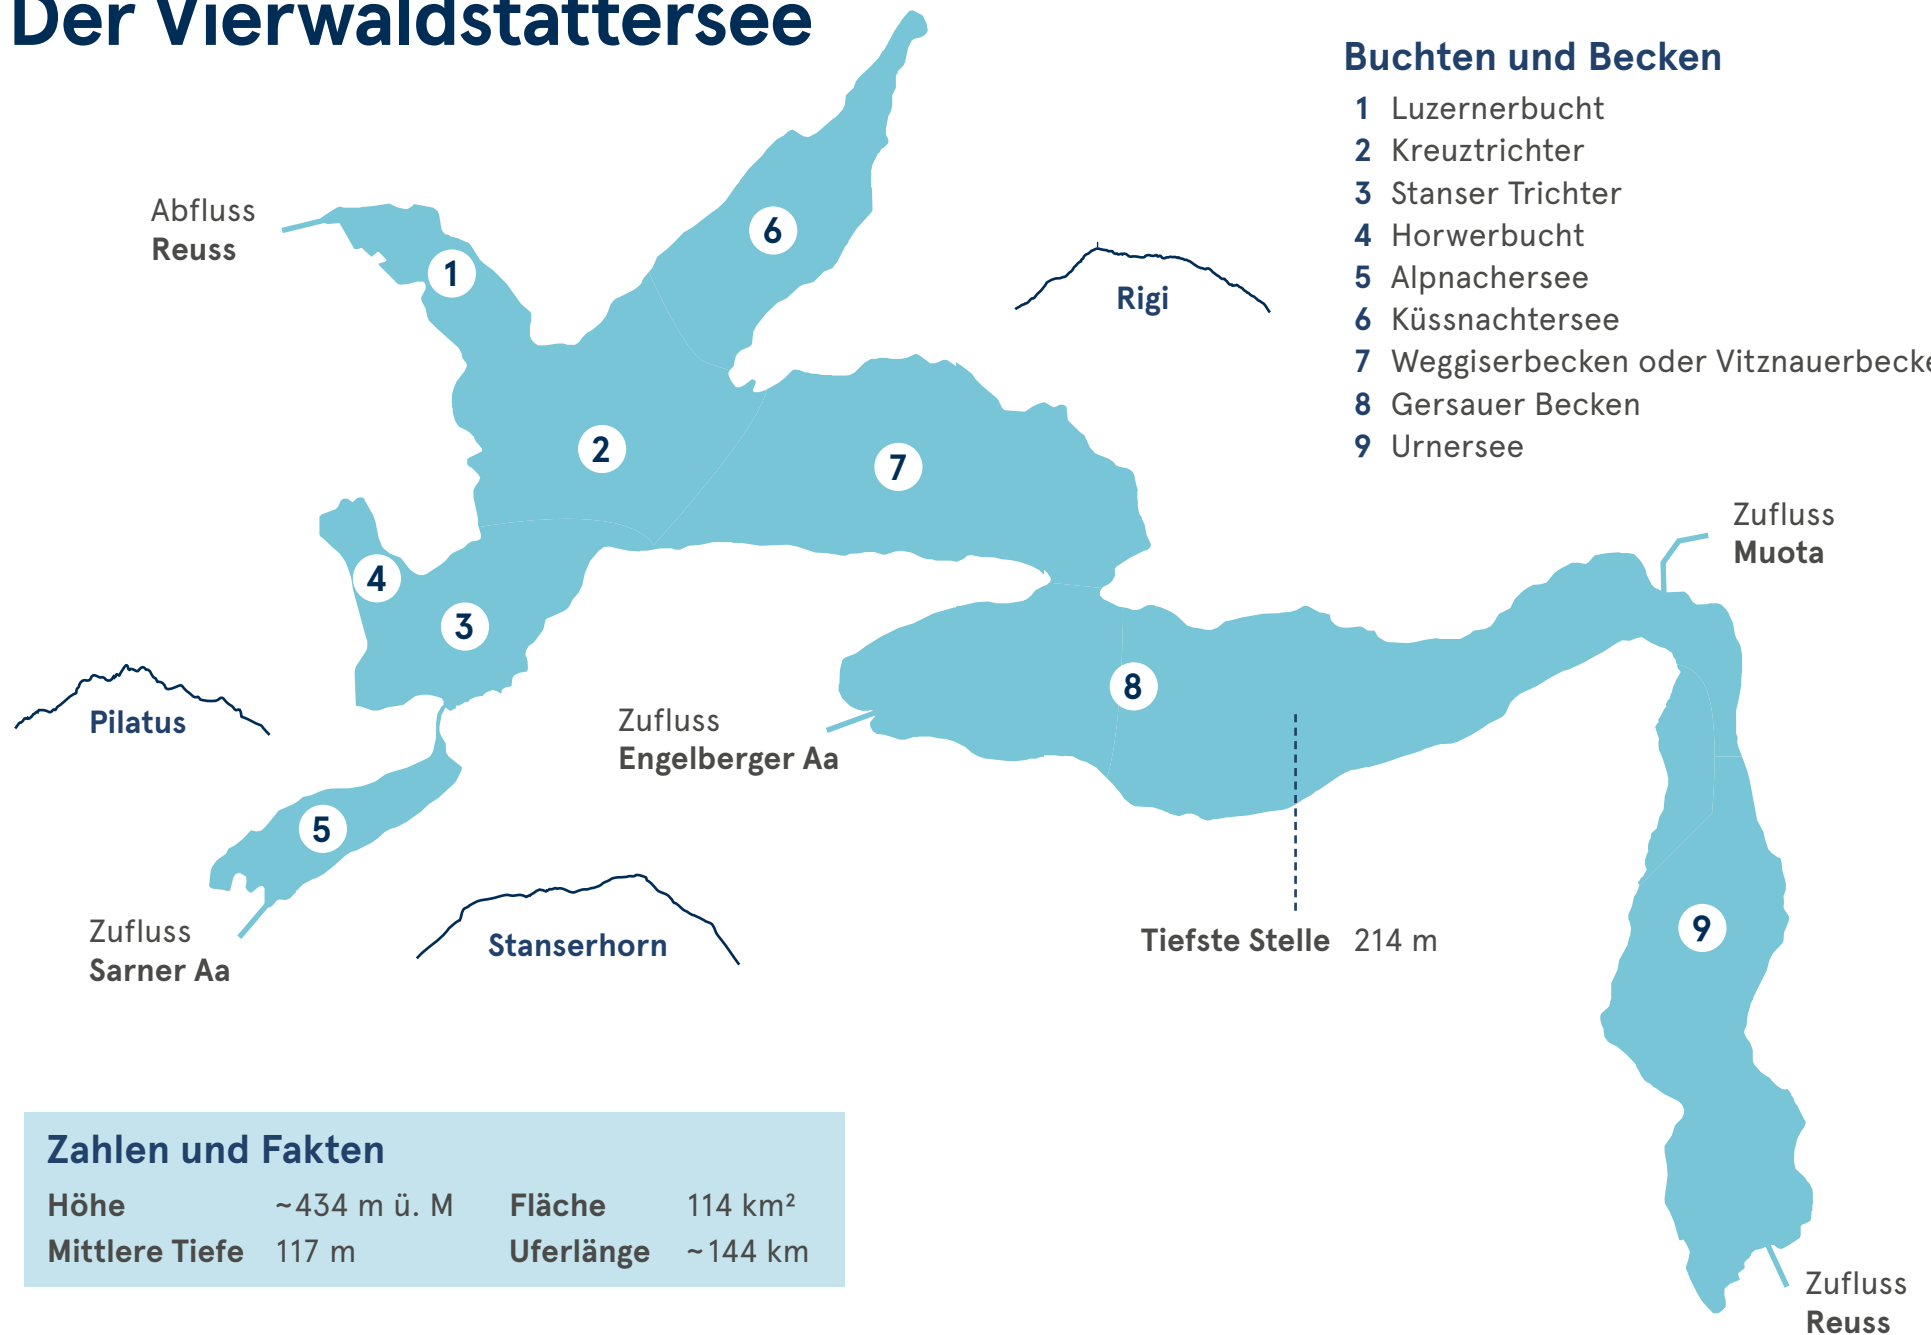 Der Vierwaldstattersee
Buchten und Becken
1 Luzernerbucht
2 Kreuztrichter
3 Stanser Trichter
4 Horwerbucht
5 Alpnachersee
6 Küssnachtersee
7 Weggiserbecken oder Vitznauerbecke
8 Gersauer Becken
9 Urnersee
Abfluss
Reuss
1
6
Rigi
2
7
Zufluss
Muota
4
3
Pilatus
Zufluss
Engelberger Aa
8
5
Zufluss
Sarner Aa
Stanserhorn
Tiefste Stelle 214 m
9
Zahlen und Fakten
Höhe ~434 m ü. M Fläche 114 km²
Mittlere Tiefe 117 m Uferlänge ~144 km
Zufluss
Reuss